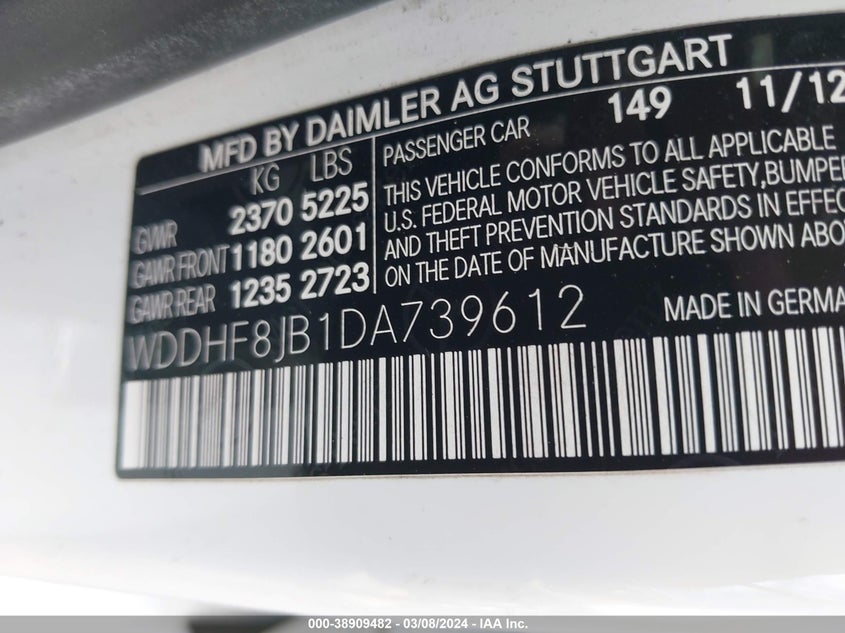 MFD BY DAIMLER AG STUTTGART
KG LBS
GVWR 2370 5225
GAWR FRONT 1180 2601
GAWR REAR 1235 2723
149 11/12
PASSENGER CAR
THIS VEHICLE CONFORMS TO ALL APPLICABLE
U.S. FEDERAL MOTOR VEHICLE SAFETY, BUMPER
AND THEFT PREVENTION STANDARDS IN EFFEC
ON THE DATE OF MANUFACTURE SHOWN ABO
WDDHF8JB1DA739612
MADE IN GERMA
000-38909482 - 03/08/2024 - IAA Inc.